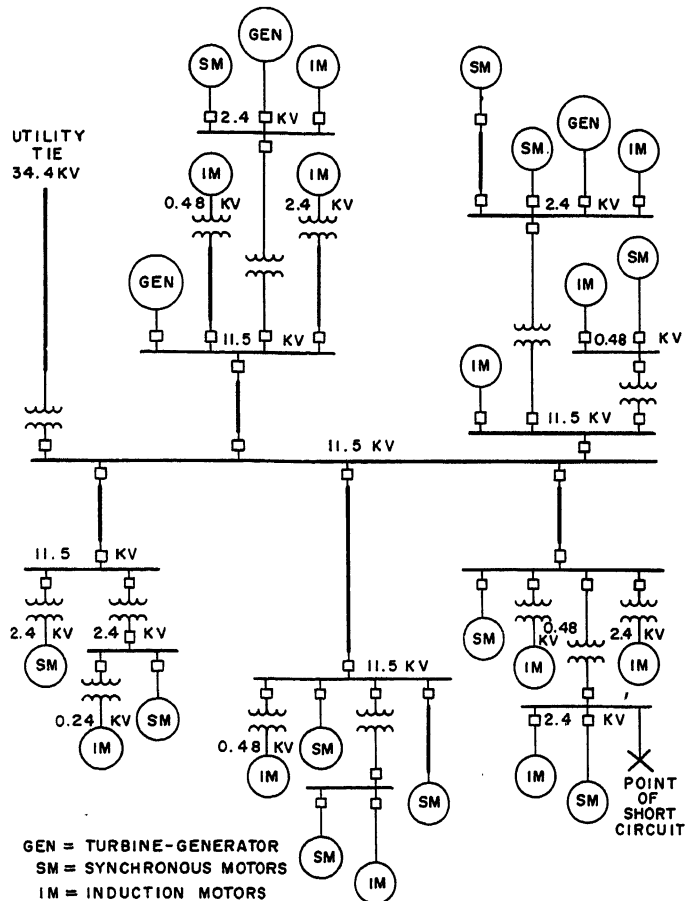 GEN
SM
IM
2.4 KV
SM
UTILITY
TIE
34.4 KV
SM
GEN
IM
2.4 KV
IM
IM
0.48 KV
2.4 KV
GEN
11.5 KV
SM
IM
0.48 KV
IM
11.5 KV
11.5 KV
11.5 KV
2.4 KV
2.4 KV
SM
0.24 KV
SM
IM
11.5 KV
0.48 KV
SM
IM
SM
SM
IM
SM
0.48
KV
2.4 KV
IM
IM
2.4 KV
IM
SM
POINT
OF
SHORT
CIRCUIT
GEN = TURBINE-GENERATOR
SM = SYNCHRONOUS MOTORS
IM = INDUCTION MOTORS